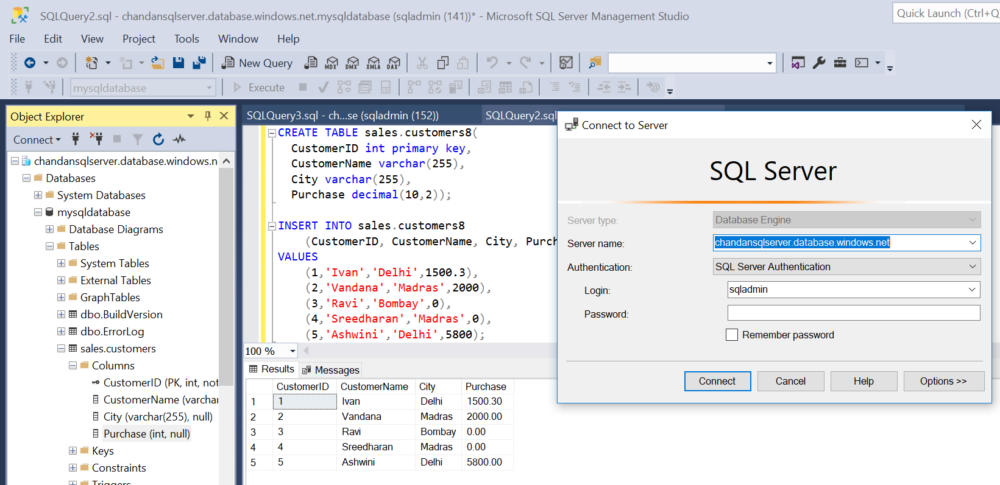 SQLQuery2.sql - chandansqlserver.database.windows.net.mysqldatabase (sqladmin (141))* - Microsoft SQL Server Management Studio
Quick Launch (Ctrl+Q)
File Edit View Project Tools Window Help
New Query MDX DMX XMLA DAX
mysqldatabase Execute
Object Explorer
Connect
chandansqlserver.database.windows.n
Databases
System Databases
mysqldatabase
Database Diagrams
Tables
System Tables
External Tables
GraphTables
dbo.BuildVersion
dbo.ErrorLog
sales.customers
Columns
CustomerID (PK, int, not
CustomerName (varchar
City (varchar(255), null)
Purchase (int, null)
Keys
Constraints
Triggers
SQLQuery3.sql - ch...se (sqladmin (152)) SQLQuery2.sql
CREATE TABLE sales.customers8(
CustomerID int primary key,
CustomerName varchar(255),
City varchar(255),
Purchase decimal(10,2));
INSERT INTO sales.customers8
(CustomerID, CustomerName, City, Purch
VALUES
(1,'Ivan','Delhi',1500.3),
(2,'Vandana','Madras',2000),
(3,'Ravi','Bombay',0),
(4,'Sreedharan','Madras',0),
(5,'Ashwini','Delhi',5800);
100 %
Results Messages
CustomerID CustomerName City Purchase
1 1 Ivan Delhi 1500.30
2 2 Vandana Madras 2000.00
3 3 Ravi Bombay 0.00
4 4 Sreedharan Madras 0.00
5 5 Ashwini Delhi 5800.00
Connect to Server
SQL Server
Server type: Database Engine
Server name: chandansqlserver.database.windows.net
Authentication: SQL Server Authentication
Login: sqladmin
Password:
Remember password
Connect Cancel Help Options >>